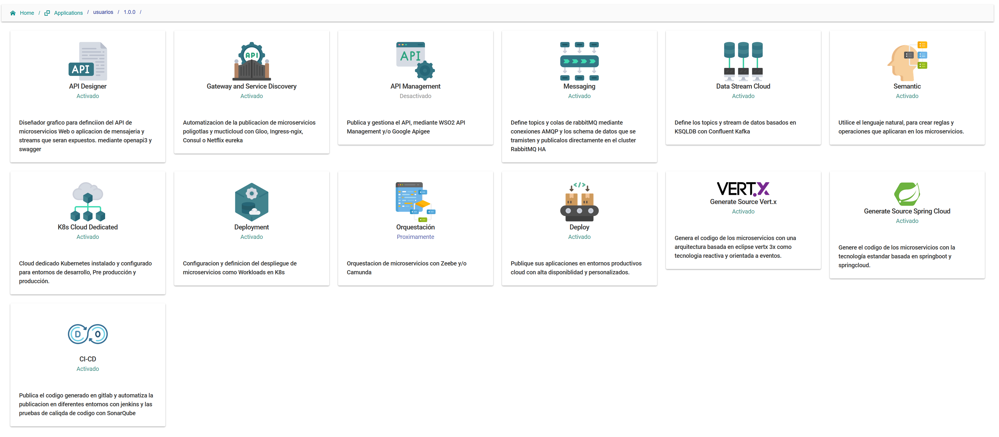 Home / Applications / usuarios / 1.0.0 /
API
API Designer
Activado
Diseñador grafico para definciion del API de
microservicios Web o aplicacion de mensajeria y
streams que seran expuestos. mediante openapi3 y
swagger
API
Gateway and Service Discovery
Activado
Automatizacion de la publicacion de microservicios
poligotlas y mucticloud con Gloo, Ingress-ngix,
Consul o Netflix eureka
API
API Management
Desactivado
Publica y gestiona el API, mediante WSO2 API
Management y/o Google Apigee
Messaging
Activado
Define topics y colas de rabbitMQ mediante
conexiones AMQP y los schema de datos que se
tramisten y publicalos directamente en el cluster
RabbitMQ HA
Data Stream Cloud
Activado
Define los topics y stream de datos basados en
KSQLDB con Confluent Kafka
Semantic
Activado
Utilice el lenguaje natural, para crear reglas y
operaciones que aplicaran en los microservicios.
K8s Cloud Dedicated
Activado
Cloud dedicado Kubernetes instalado y configurado
para entornos de desarrollo, Pre producción y
producción.
Deployment
Activado
Configuracion y definicion del despliegue de
microservicios como Workloads en K8s
Orquestación
Proximamente
Orquestacion de microservicios con Zeebe y/o
Camunda
</>
Deploy
Activado
Publique sus aplicaciones en entornos productivos
cloud con alta disponiblidad y personalizados.
VERT.X
Generate Source Vert.x
Activado
Genera el codigo de los microservicios con una
arquitectura basada en eclipse vertx 3x como
tecnologia reactiva y orientada a eventos.
Generate Source Spring Cloud
Activado
Genere el codigo de los microservicios con la
tecnología estandar basada en springboot y
springcloud.
D O
CI-CD
Activado
Publica el codigo generado en gitlab y automatiza la
publicacion en diferentes entornos con jenkins y las
pruebas de caliqda de codigo con SonarQube